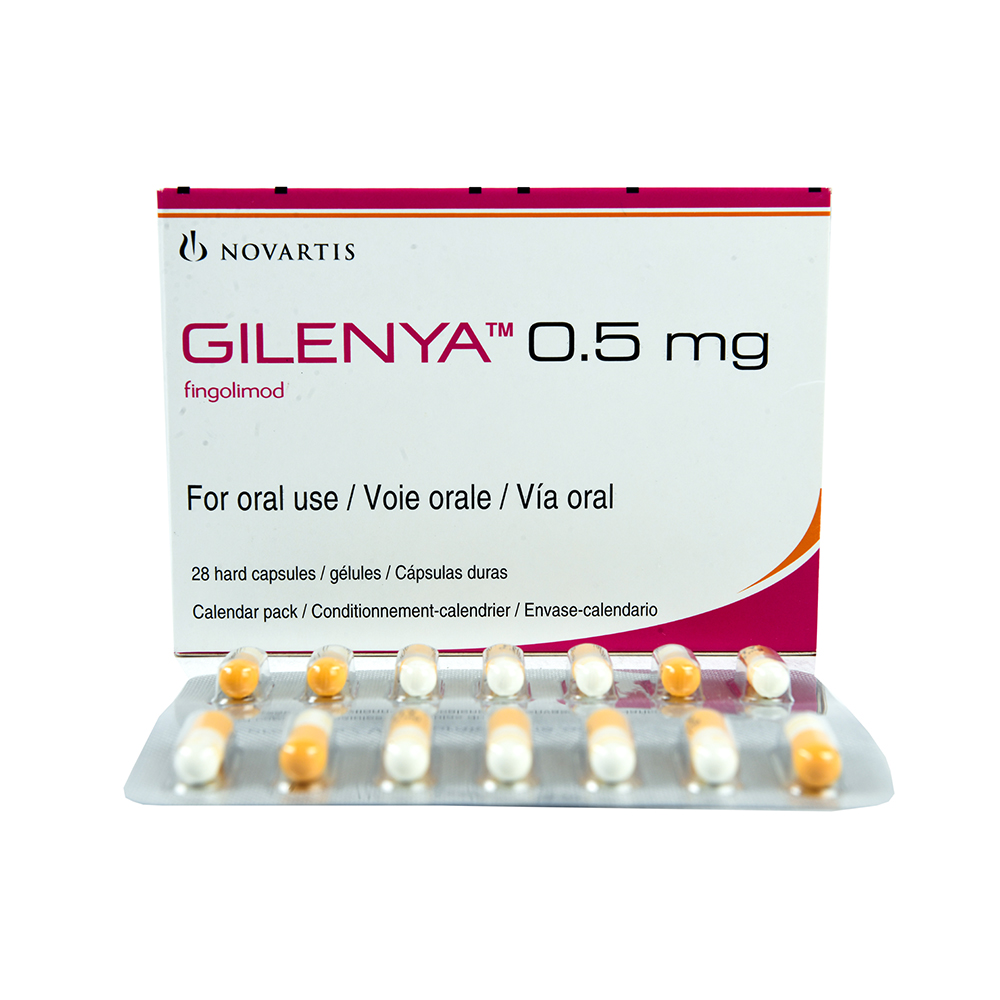 NOVARTIS
GILENYA™ 0.5 mg
fingolimod
For oral use / Voie orale / Vía oral
28 hard capsules / gélules / Cápsulas duras
Calendar pack / Conditionnement-calendrier / Envase-calendario